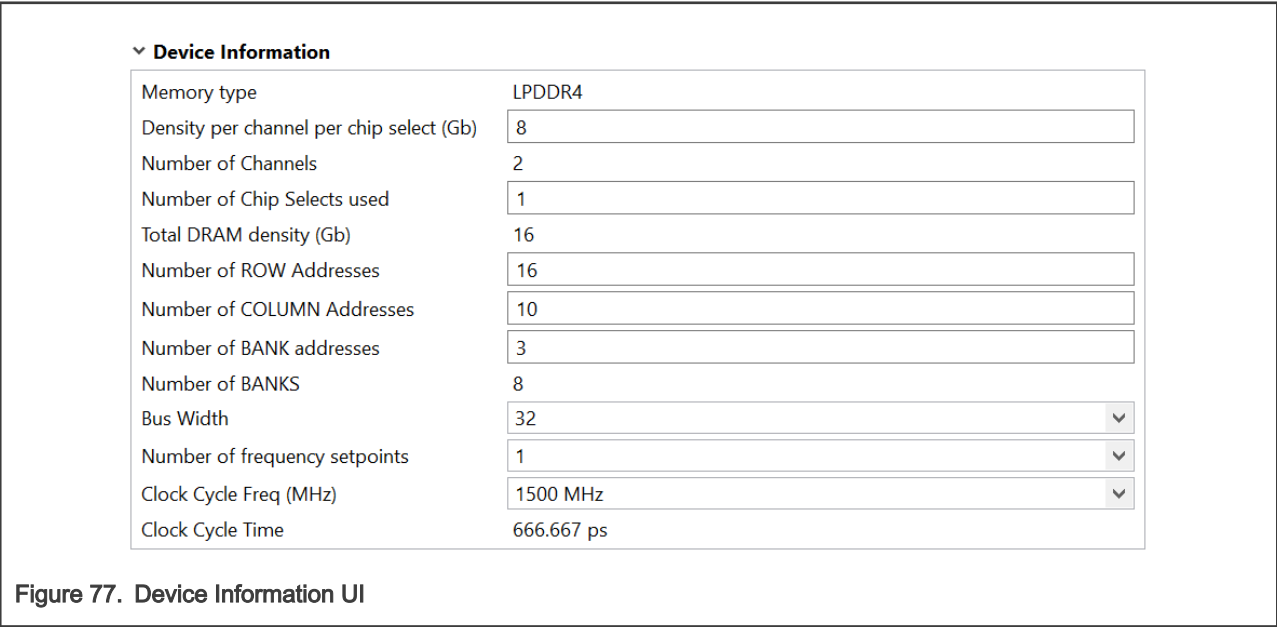 Device Information
Memory type LPDDR4
Density per channel per chip select (Gb) 8
Number of Channels 2
Number of Chip Selects used 1
Total DRAM density (Gb) 16
Number of ROW Addresses 16
Number of COLUMN Addresses 10
Number of BANK addresses 3
Number of BANKS 8
Bus Width 32
Number of frequency setpoints 1
Clock Cycle Freq (MHz) 1500 MHz
Clock Cycle Time 666.667 ps
Figure 77. Device Information UI